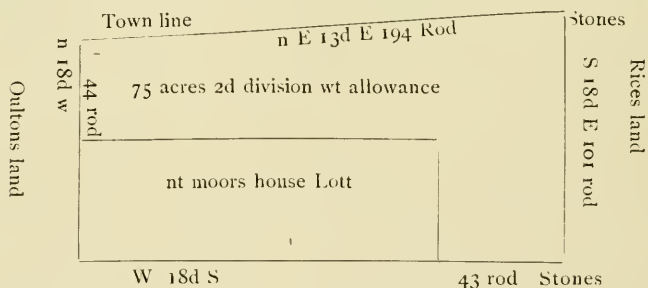 Town line
n E 13d E 194 Rod
Stones
n 18d w
44 rod
Oultons land
75 acres 2d division wt allowance
S 18d E 101 rod
Rices land
nt moors house Lott
W 18d S
43 rod Stones